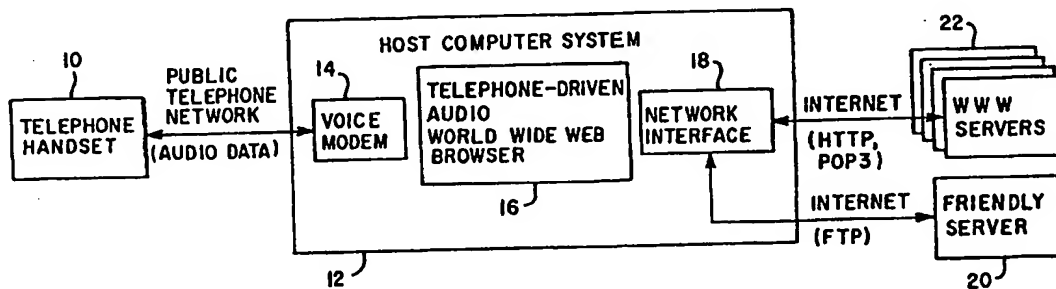 10
TELEPHONE
HANDSET
PUBLIC
TELEPHONE
NETWORK
(AUDIO DATA)
HOST COMPUTER SYSTEM
14
VOICE
MODEM
TELEPHONE-DRIVEN
AUDIO
WORLD WIDE WEB
BROWSER
16
18
NETWORK
INTERFACE
12
INTERNET
(HTTP,
POP3)
22
WWW
SERVERS
INTERNET
(FTP)
FRIENDLY
SERVER
20